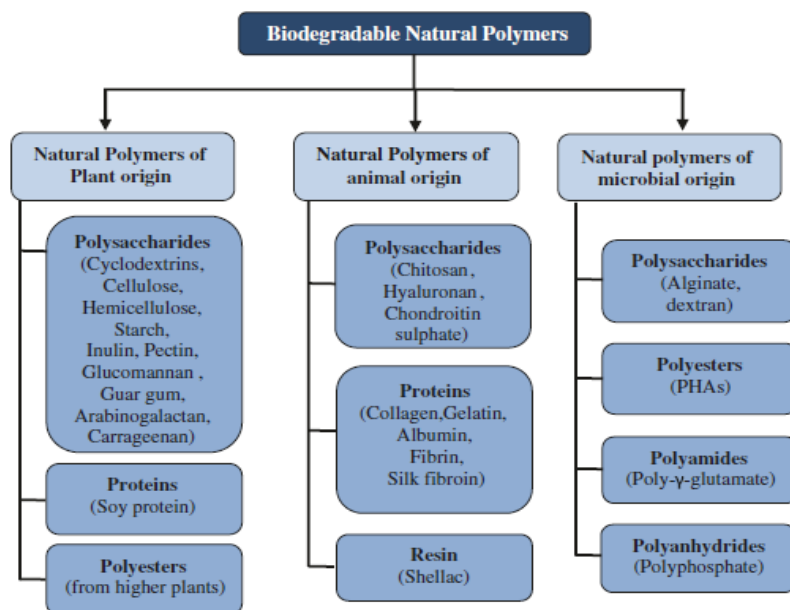 Biodegradable Natural Polymers
Natural Polymers of
Plant origin
Polysaccharides
(Cyclodextrins,
Cellulose,
Hemicellulose,
Starch,
Inulin, Pectin,
Glucomannan ,
Guar gum,
Arabinogalactan,
Carrageenan)
Proteins
(Soy protein)
Polyesters
(from higher plants)
Natural Polymers of
animal origin
Polysaccharides
(Chitosan,
Hyaluronan ,
Chondroitin
sulphate)
Proteins
(Collagen,Gelatin,
Albumin,
Fibrin,
Silk fibroin)
Resin
(Shellac)
Natural polymers of
microbial origin
Polysaccharides
(Alginate,
dextran)
Polyesters
(PHAs)
Polyamides
(Poly-γ-glutamate)
Polyanhydrides
(Polyphosphate)